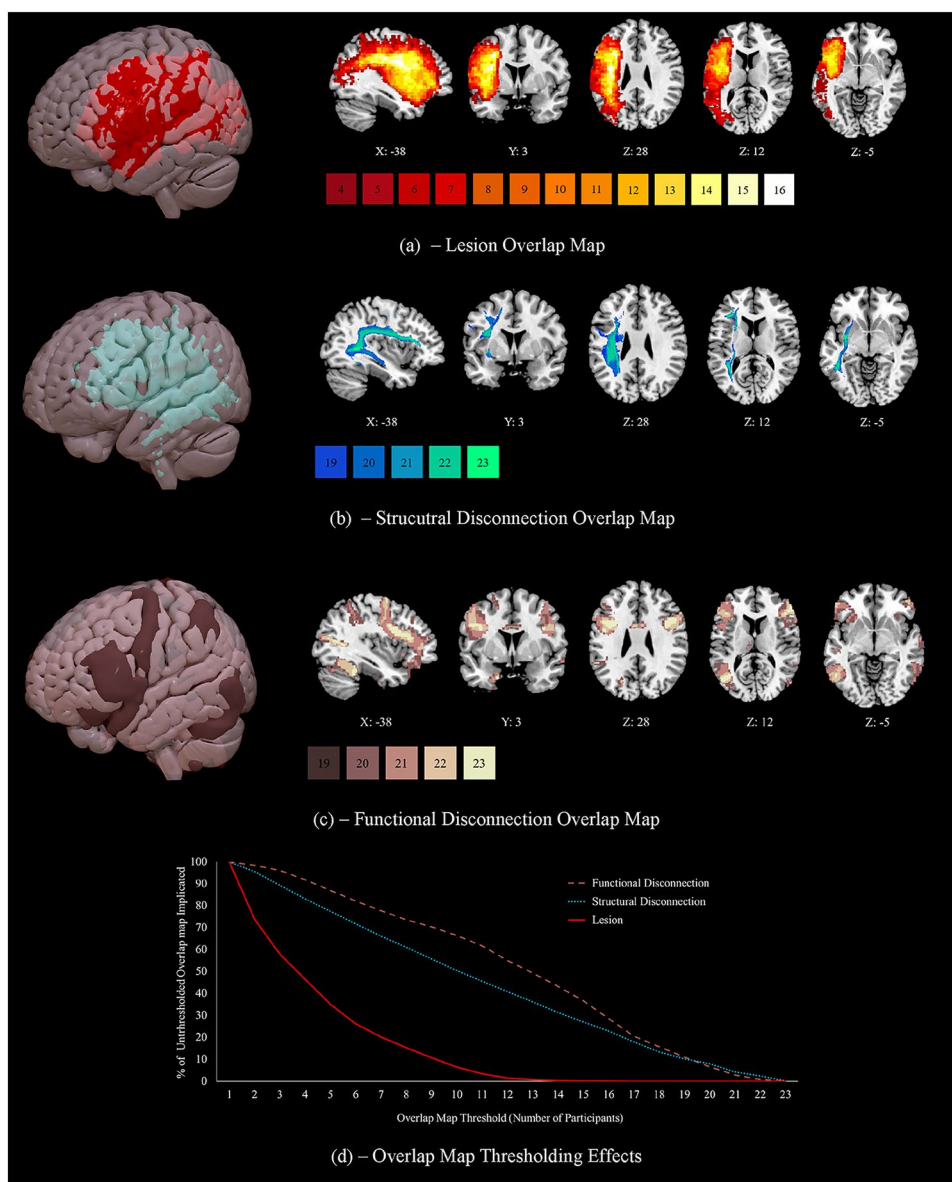 X: -38 Y: 3 Z: 28 Z: 12 Z: -5
4 5 6 7 8 9 10 11 12 13 14 15 16
(a) – Lesion Overlap Map
X: -38 Y: 3 Z: 28 Z: 12 Z: -5
19 20 21 22 23
(b) – Strucutral Disconnection Overlap Map
X: -38 Y: 3 Z: 28 Z: 12 Z: -5
19 20 21 22 23
(c) – Functional Disconnection Overlap Map
% of Untrhresholded Overlap map Implicated
100
90
80
70
60
50
40
30
20
10
0
Functional Disconnection
Structural Disconnection
Lesion
1 2 3 4 5 6 7 8 9 10 11 12 13 14 15 16 17 18 19 20 21 22 23
Overlap Map Threshold (Number of Participants)
(d) – Overlap Map Thresholding Effects